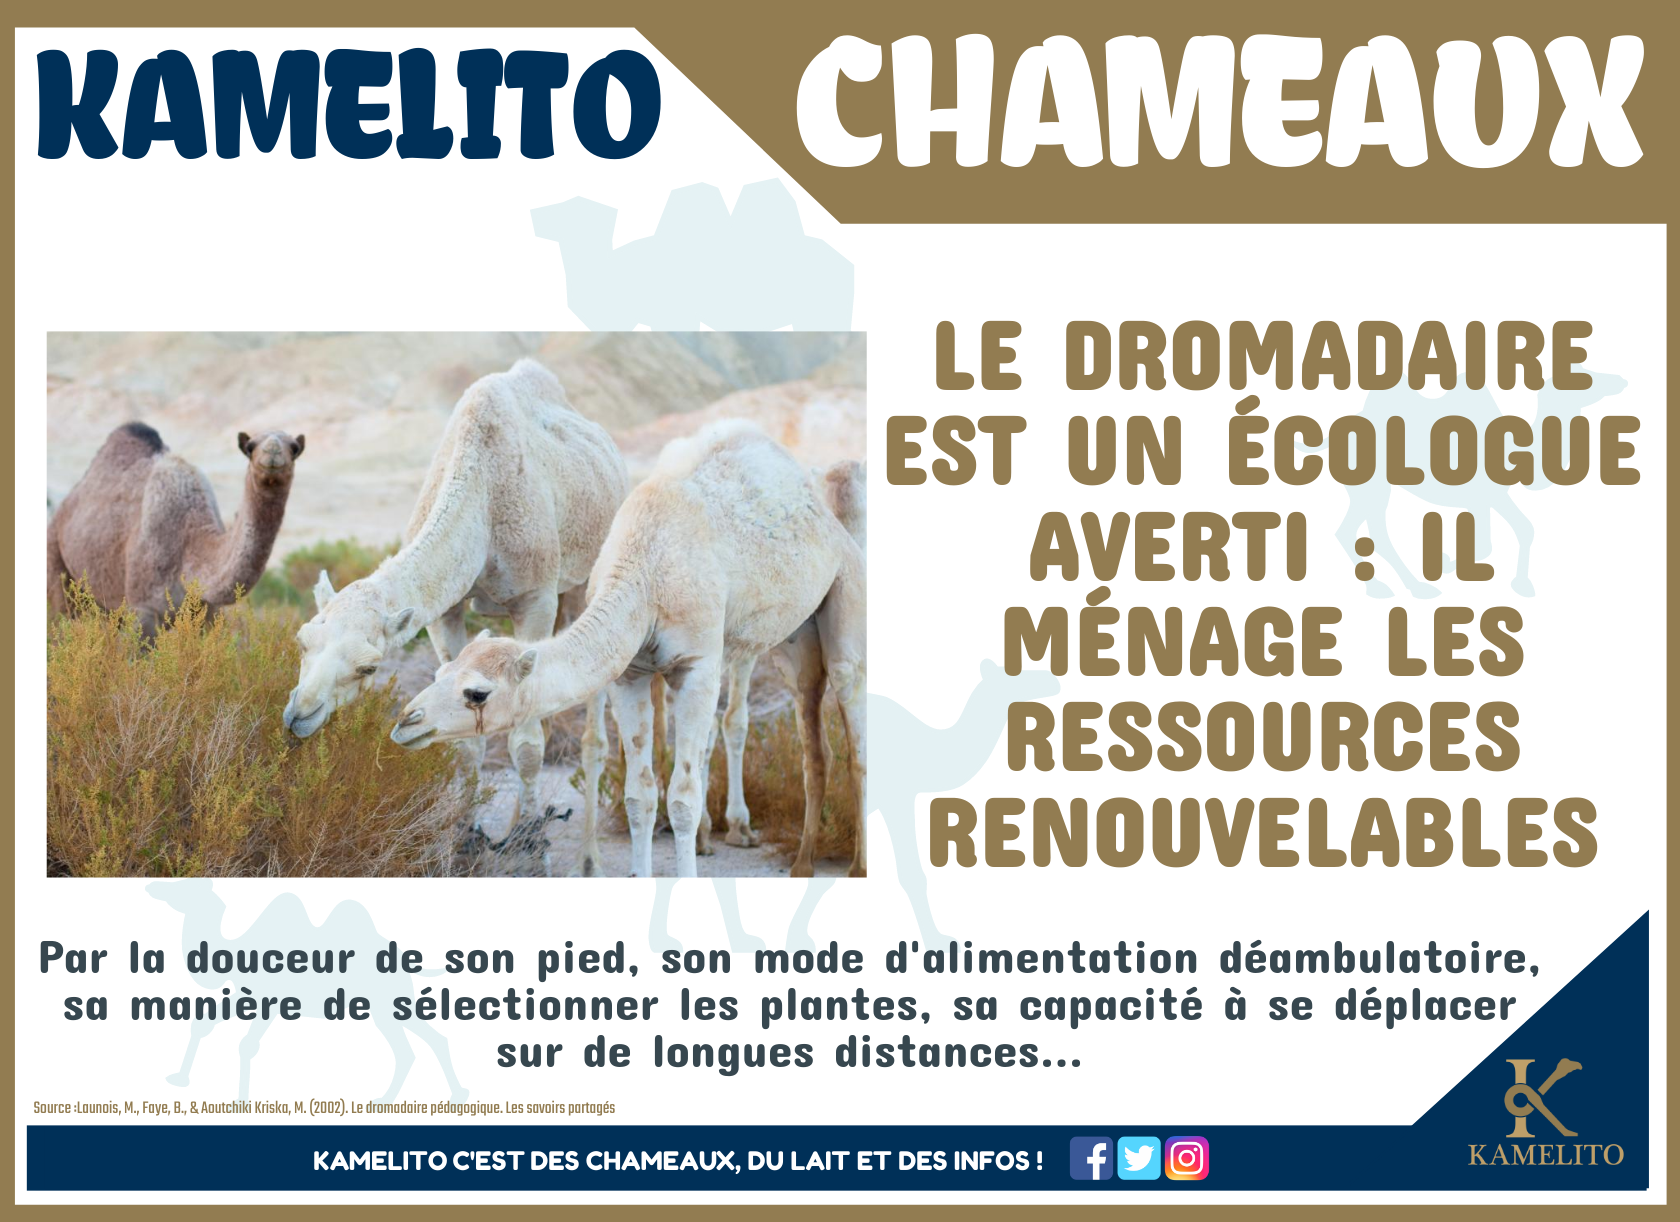 KAMELITO
CHAMEAUX
LE DROMADAIRE
EST UN ÉCOLOGUE
AVERTI : IL
MÉNAGE LES
RESSOURCES
RENOUVELABLES
Par la douceur de son pied, son mode d'alimentation déambulatoire,
sa manière de sélectionner les plantes, sa capacité à se déplacer
sur de longues distances...
Source :Launois, M., Faye, B., & Aoutchiki Kriska, M. (2002). Le dromadaire pédagogique. Les savoirs partagés
KAMELITO C'EST DES CHAMEAUX, DU LAIT ET DES INFOS !
KAMELITO